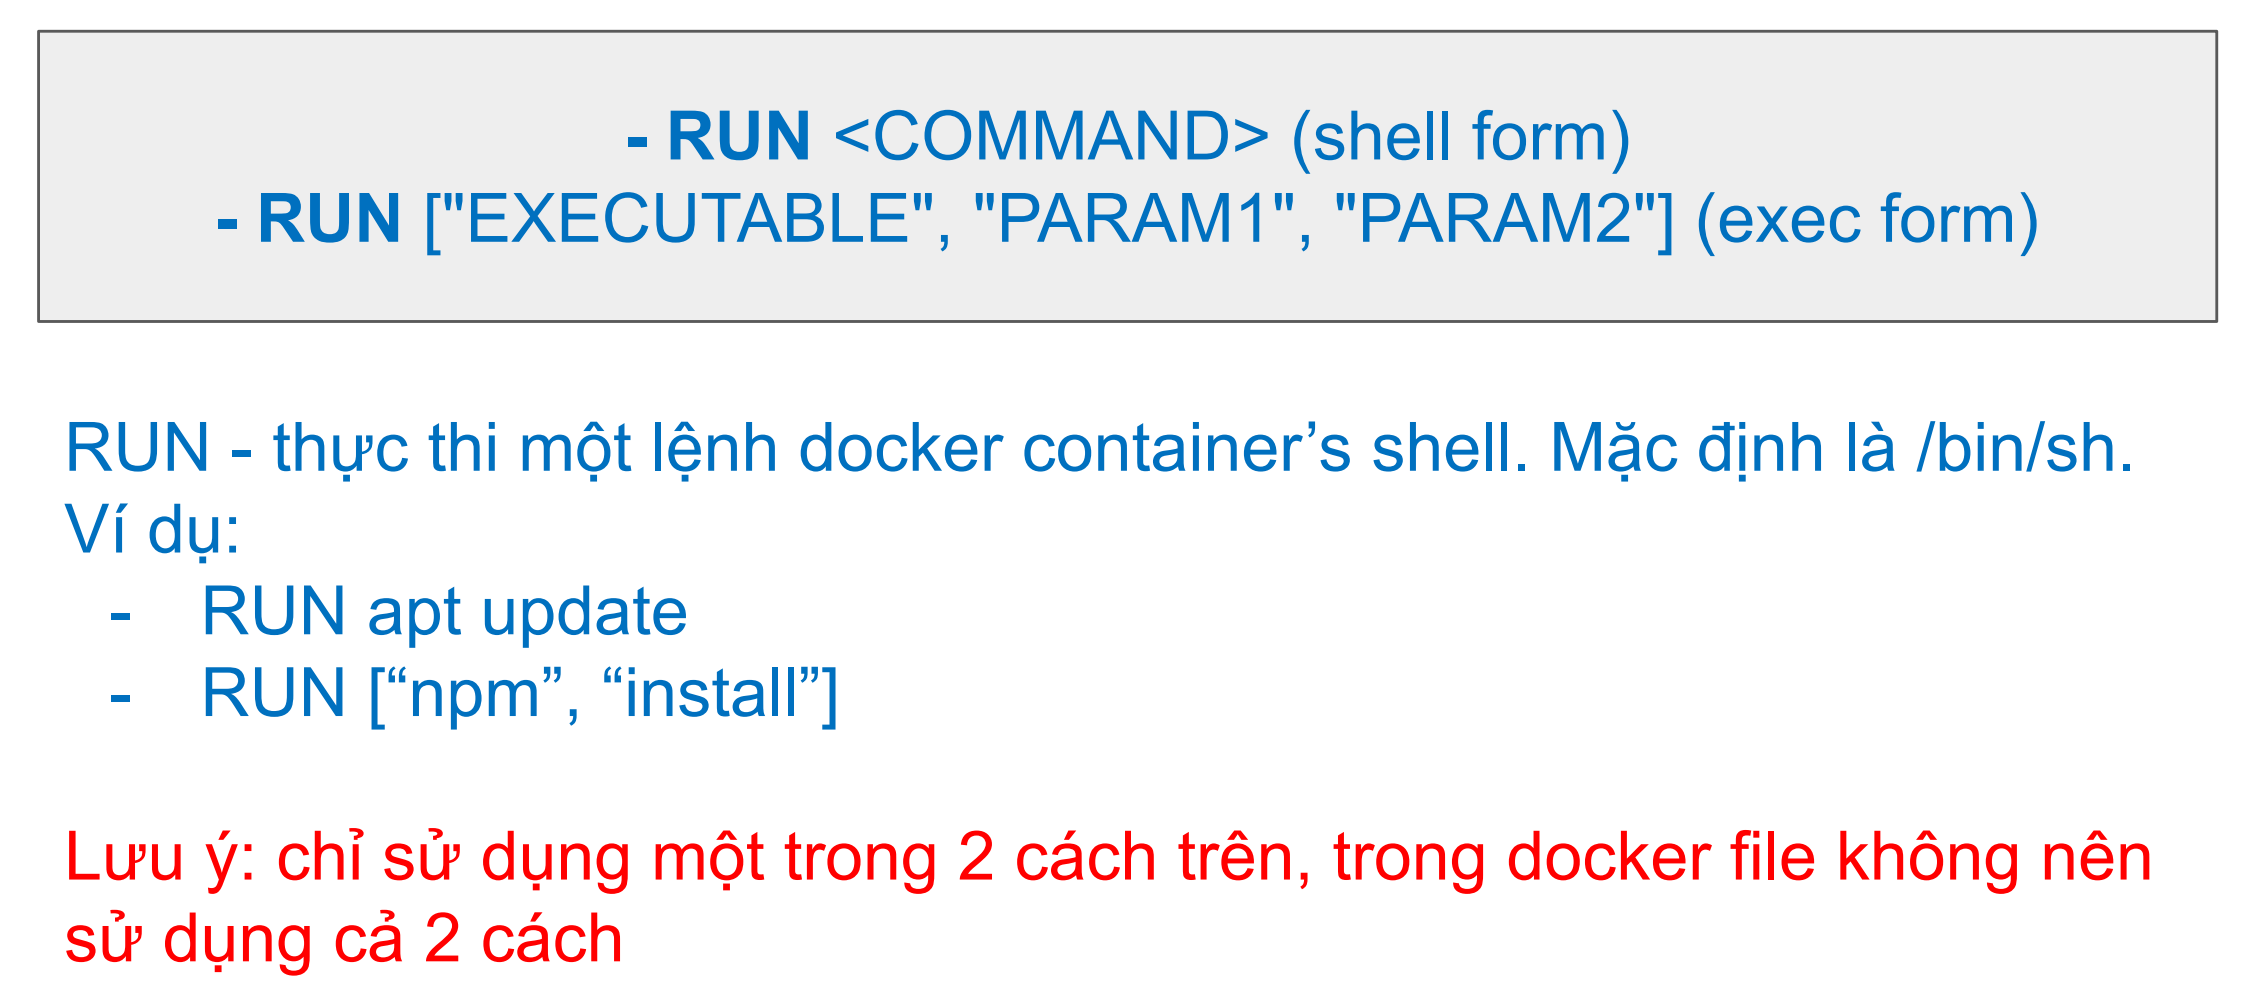 - RUN <COMMAND> (shell form)
- RUN ["EXECUTABLE", "PARAM1", "PARAM2"] (exec form)
RUN - thực thi một lệnh docker container’s shell. Mặc định là /bin/sh.
Ví dụ:
- RUN apt update
- RUN [“npm”, “install”]
Lưu ý: chỉ sử dụng một trong 2 cách trên, trong docker file không nên
sử dụng cả 2 cách